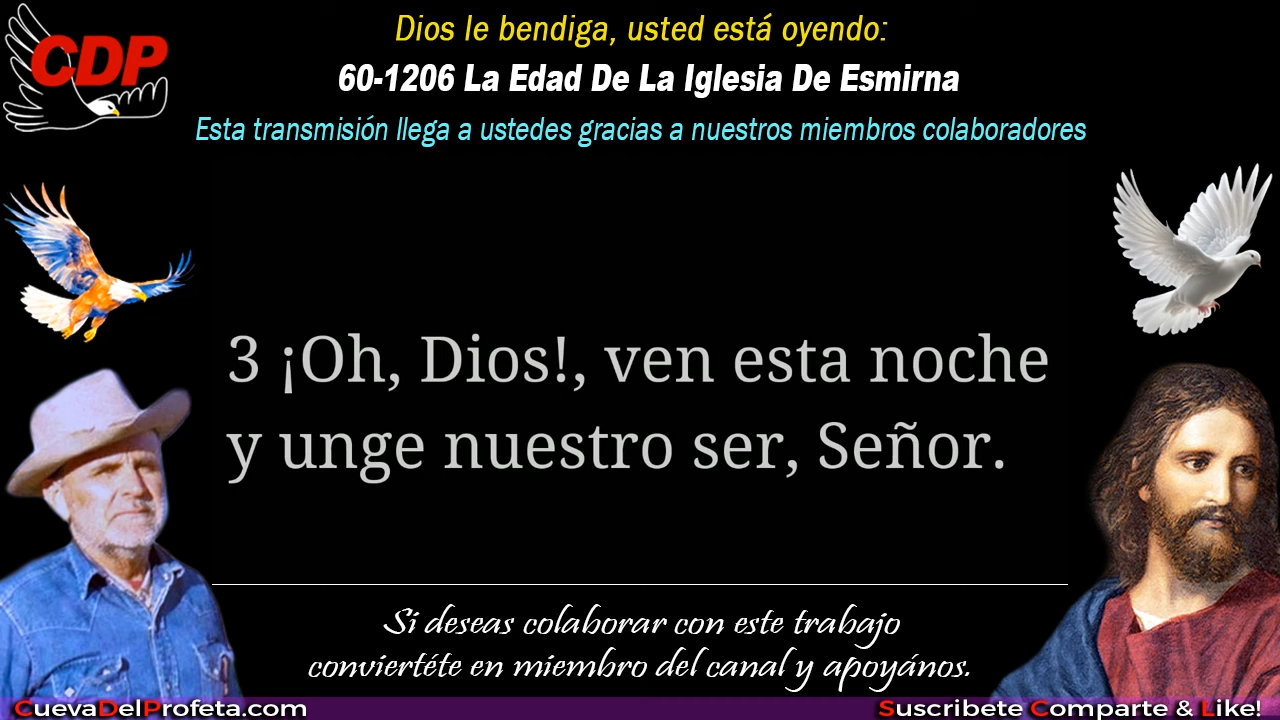 CDP
Dios le bendiga, usted está oyendo:
60-1206 La Edad De La Iglesia De Esmirna
Esta transmisión llega a ustedes gracias a nuestros miembros colaboradores
3 ¡Oh, Dios!, ven esta noche
y unge nuestro ser, Señor.
Si deseas colaborar con este trabajo
conviertéte en miembro del canal y apoyános.
CuevaDelProfeta.com
Suscribete Comparte & Like!